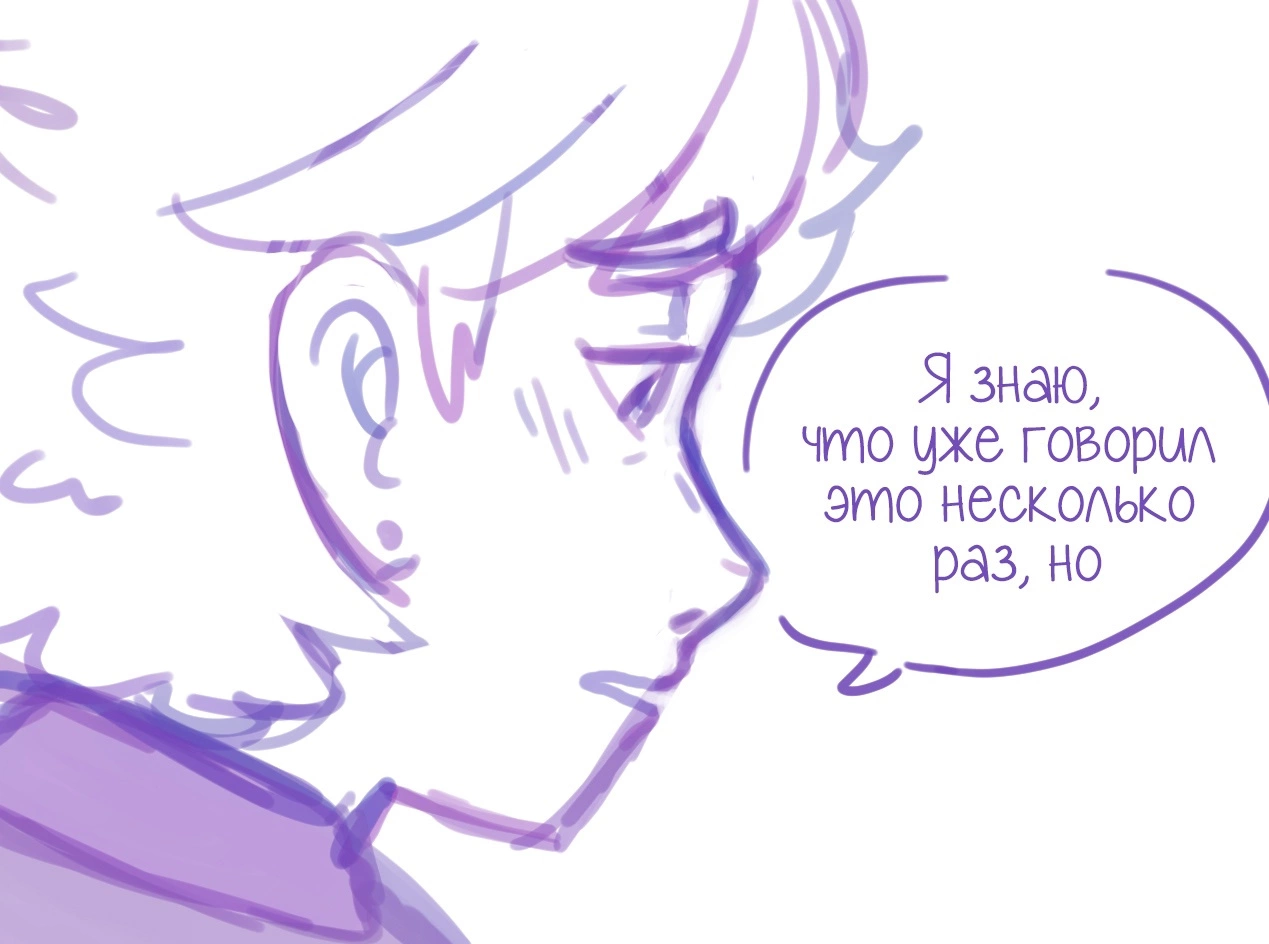 Я знаю,
что уже говорил
это несколько
раз, но